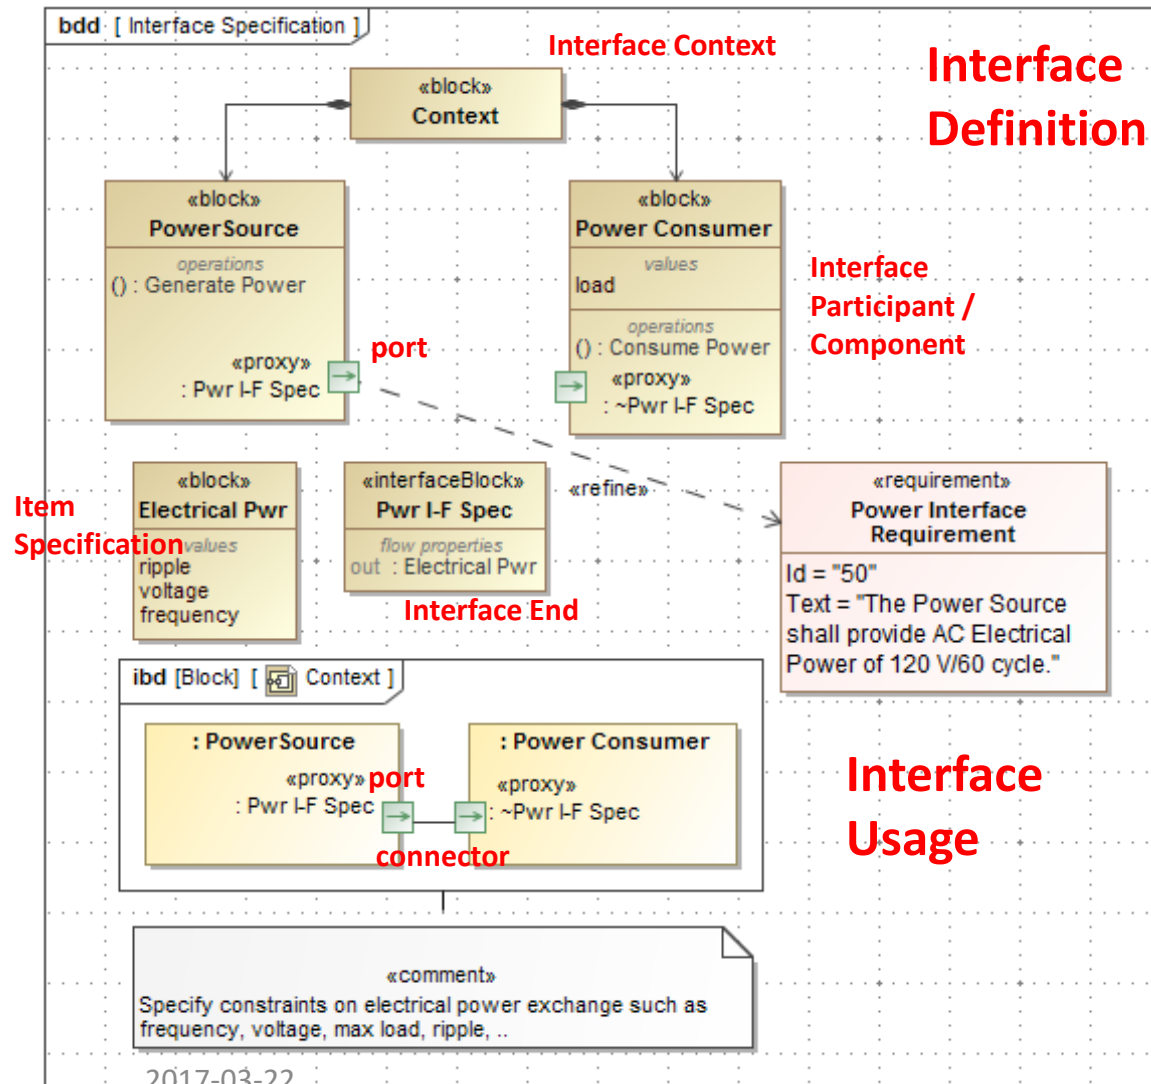 bdd [ Interface Specification ]
Interface Context
Interface
Definition
«block»
Context
«block»
PowerSource
operations
() : Generate Power
«proxy»
: Pwr I-F Spec
port
«block»
Power Consumer
values
load
operations
() : Consume Power
«proxy»
: ~Pwr I-F Spec
Interface
Participant /
Component
Item
Specification
«block»
Electrical Pwr
values
ripple
voltage
frequency
«interfaceBlock»
Pwr I-F Spec
flow properties
out : Electrical Pwr
Interface End
«refine»
«requirement»
Power Interface
Requirement
Id = "50"
Text = "The Power Source
shall provide AC Electrical
Power of 120 V/60 cycle."
ibd [Block] [ Context ]
: PowerSource
«proxy»
: Pwr I-F Spec
port
connector
: Power Consumer
«proxy»
: ~Pwr I-F Spec
Interface
Usage
«comment»
Specify constraints on electrical power exchange such as
frequency, voltage, max load, ripple, ..
2017-03-22